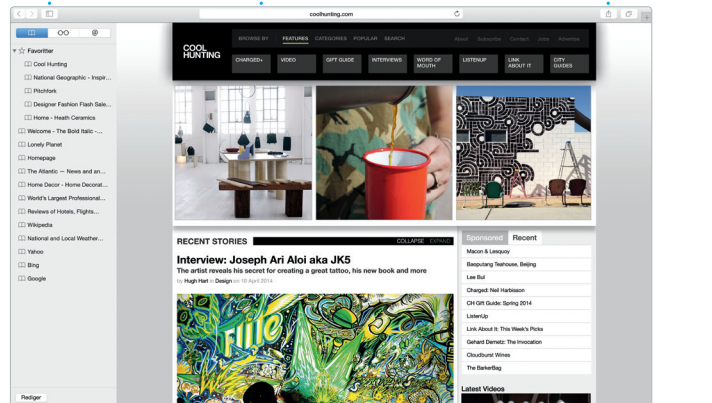 coolhunting.com
Favoritter
Cool Hunting
National Geographic - Inspir...
Pitchfork
Designer Fashion Flash Sale...
Home - Heath Ceramics
Welcome - The Bold Italic -...
Lonely Planet
Homepage
The Atlantic — News and an...
Home Decor - Home Decorat...
World's Largest Professional...
Reviews of Hotels, Flights...
Wikipedia
National and Local Weather...
Yahoo
Bing
Google
Rediger
COOL
HUNTING
BROWSE BY FEATURES CATEGORIES POPULAR SEARCH
About Subscribe Contact Jobs Advertise
CHARGED+ VIDEO GIFT GUIDE INTERVIEWS WORD OF MOUTH LISTENUP LINK ABOUT IT CITY GUIDES
RECENT STORIES COLLAPSE EXPAND
Interview: Joseph Ari Aloi aka JK5
The artist reveals his secret for creating a great tattoo, his new book and more
by Hugh Hart in Design on 10 April 2014
Sponsored Recent
Macon & Lesquoy
Baoputang Teahouse, Beijing
Lee Bul
Charged: Neil Harbisson
CH Gift Guide: Spring 2014
ListenUp
Link About It: This Week's Picks
Gehard Demetz: The Invocation
Cloudburst Wines
The BarkerBag
Latest Videos